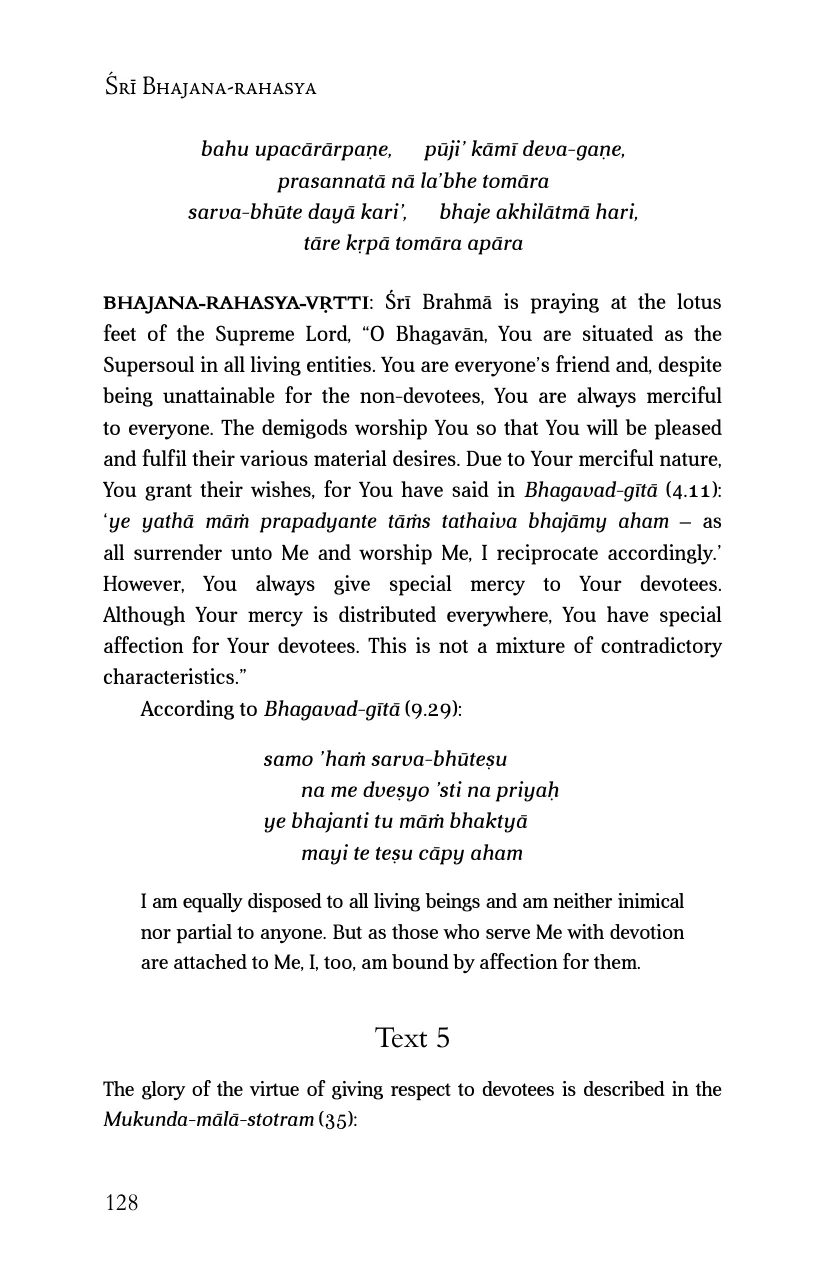 Śrī Bhajana-rahasya
bahu upacārārpaṇe, pūji’ kāmī deva-gaṇe,
prasannatā nā la’bhe tomāra
sarva-bhūte dayā kari’, bhaje akhilātmā hari,
tāre kṛpā tomāra apāra
BHAJANA-RAHASYA-VṚTTI: Śrī Brahmā is praying at the lotus
feet of the Supreme Lord, “O Bhagavān, You are situated as the
Supersoul in all living entities. You are everyone’s friend and, despite
being unattainable for the non-devotees, You are always merciful
to everyone. The demigods worship You so that You will be pleased
and fulfil their various material desires. Due to Your merciful nature,
You grant their wishes, for You have said in Bhagavad-gītā (4.11):
‘ye yathā māṁ prapadyante tāṁs tathaiva bhajāmy aham – as
all surrender unto Me and worship Me, I reciprocate accordingly.’
However, You always give special mercy to Your devotees.
Although Your mercy is distributed everywhere, You have special
affection for Your devotees. This is not a mixture of contradictory
characteristics.”
According to Bhagavad-gītā (9.29):
samo ’haṁ sarva-bhūteṣu
na me dveṣyo ’sti na priyaḥ
ye bhajanti tu māṁ bhaktyā
mayi te teṣu cāpy aham
I am equally disposed to all living beings and am neither inimical
nor partial to anyone. But as those who serve Me with devotion
are attached to Me, I, too, am bound by affection for them.
Text 5
The glory of the virtue of giving respect to devotees is described in the
Mukunda-mālā-stotram (35):
128